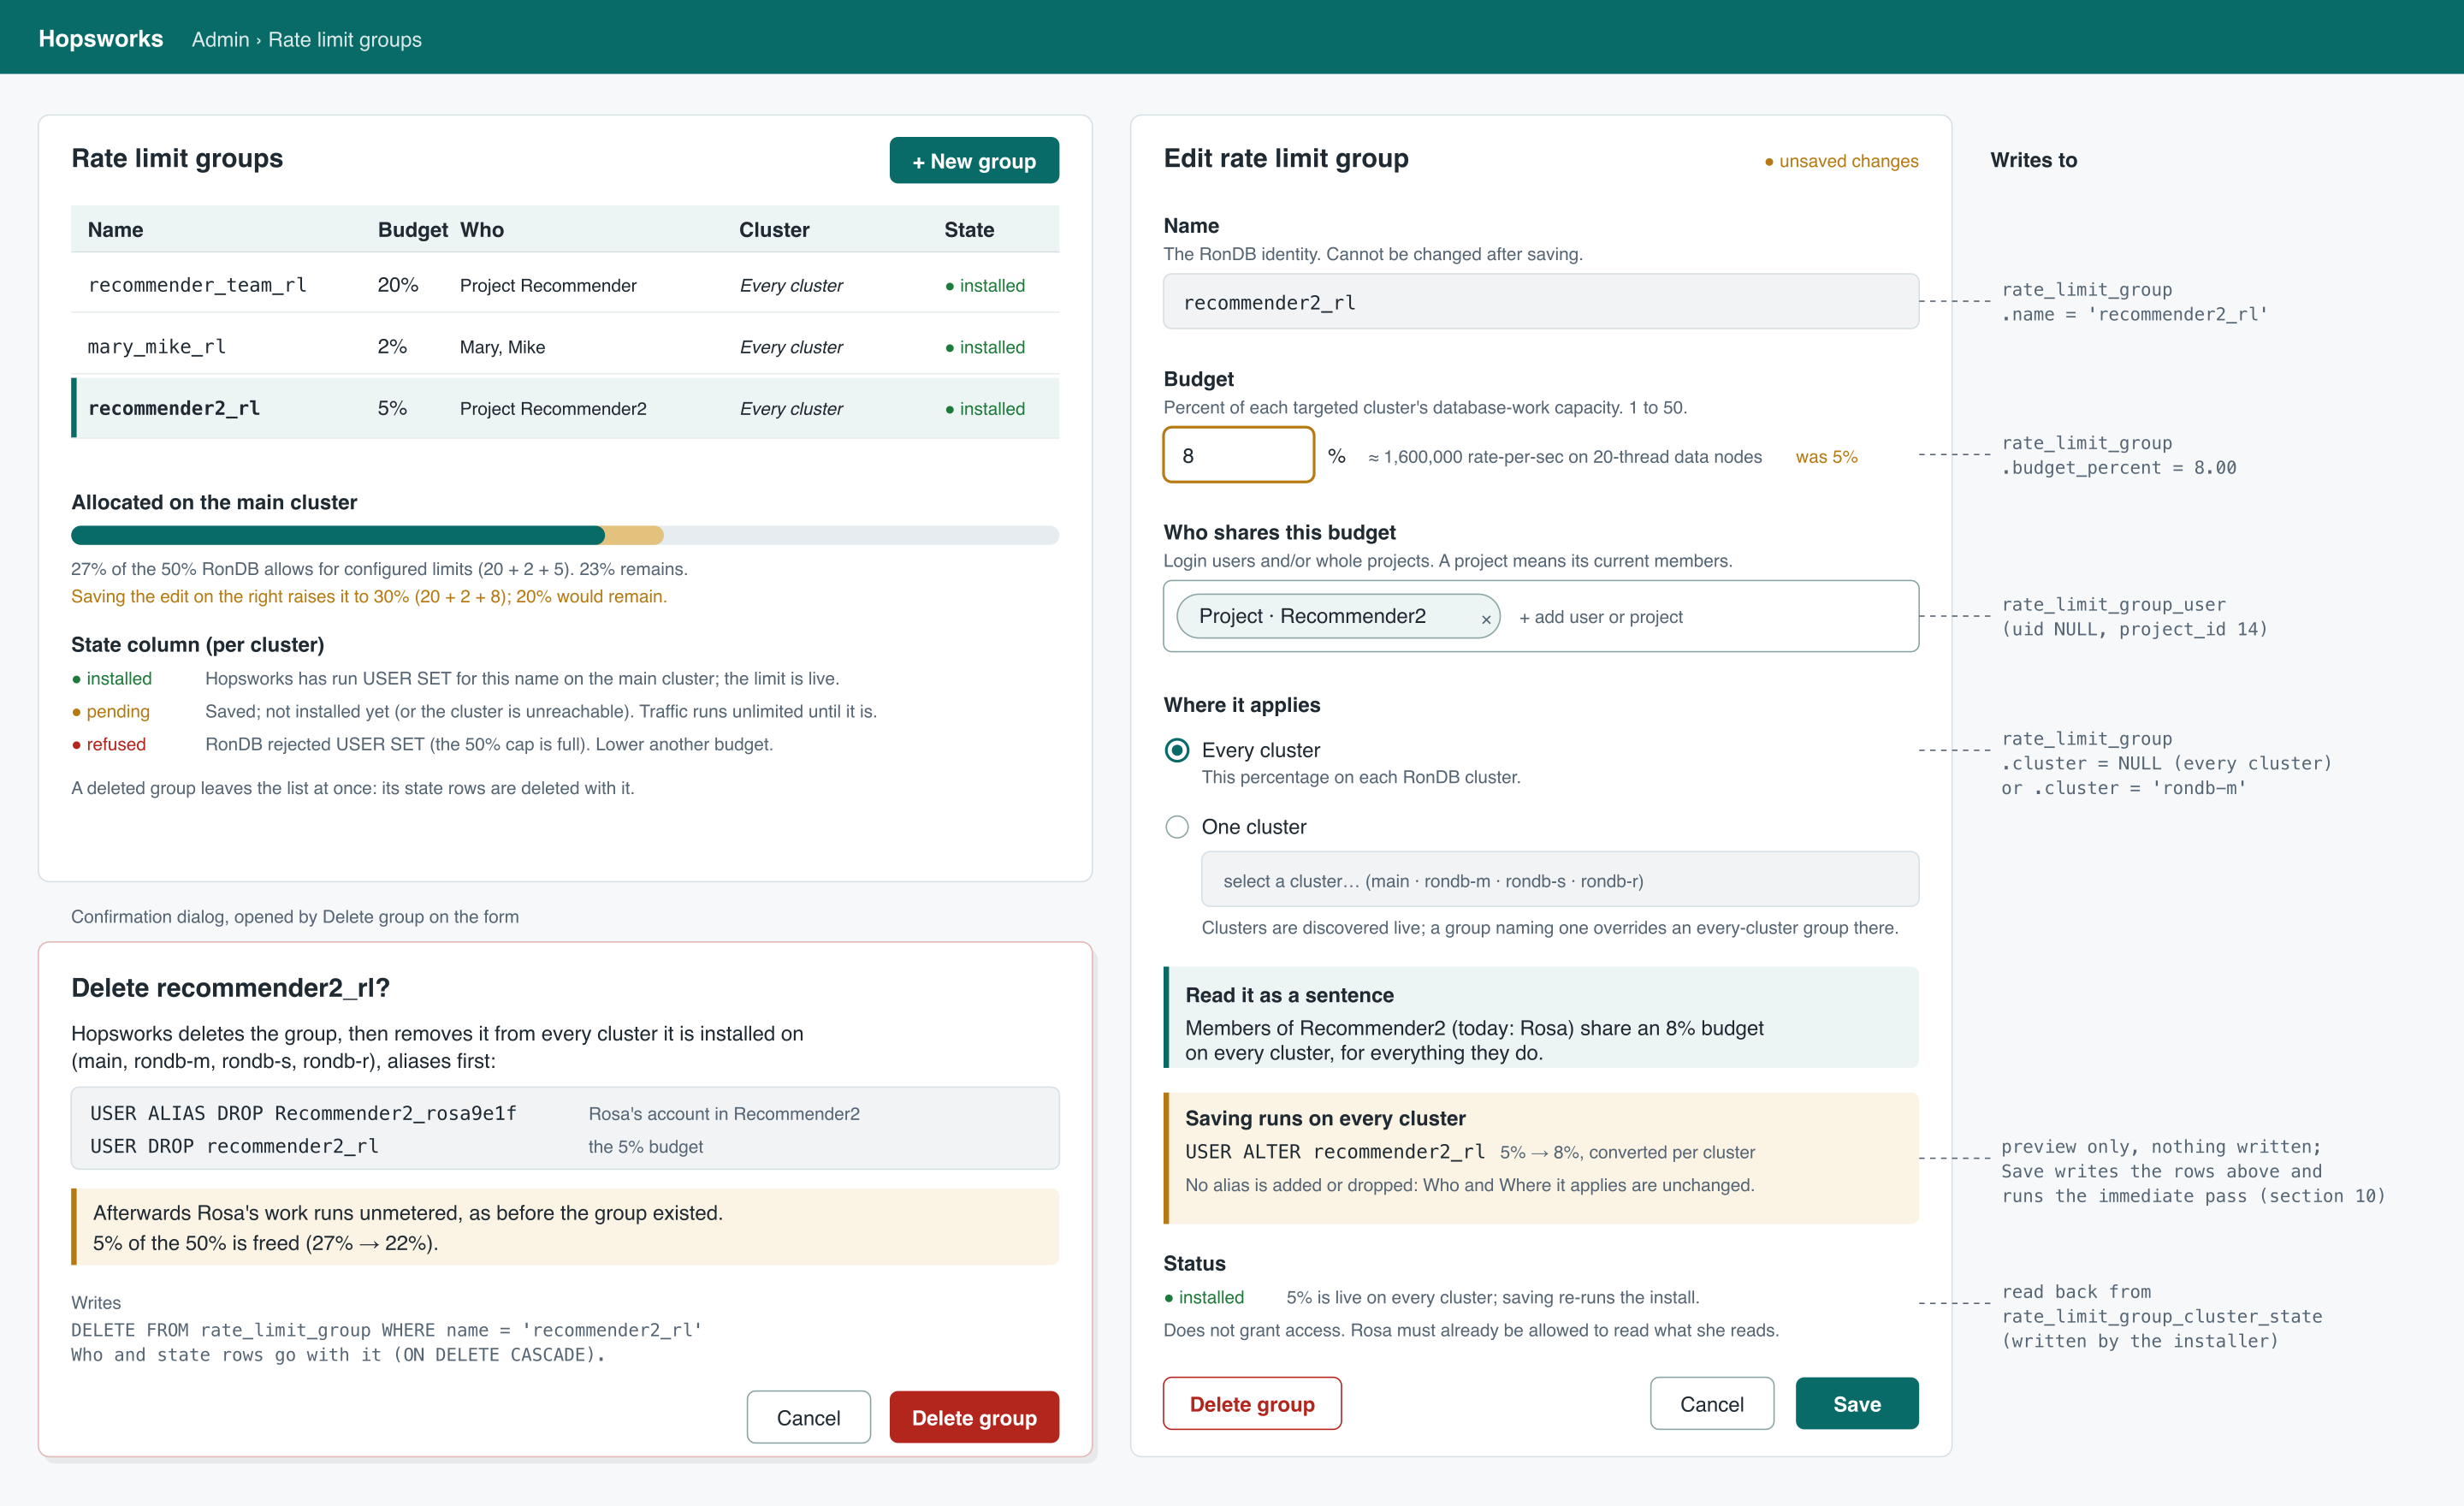 Hopsworks Admin › Rate limit groups
Rate limit groups
+ New group
Name Budget Who Cluster State
recommender_team_rl 20% Project Recommender Every cluster ● installed
mary_mike_rl 2% Mary, Mike Every cluster ● installed
recommender2_rl 5% Project Recommender2 Every cluster ● installed
Allocated on the main cluster
27% of the 50% RonDB allows for configured limits (20 + 2 + 5). 23% remains.
Saving the edit on the right raises it to 30% (20 + 2 + 8); 20% would remain.
State column (per cluster)
● installed Hopsworks has run USER SET for this name on the main cluster; the limit is live.
● pending Saved; not installed yet (or the cluster is unreachable). Traffic runs unlimited until it is.
● refused RonDB rejected USER SET (the 50% cap is full). Lower another budget.
A deleted group leaves the list at once: its state rows are deleted with it.
Confirmation dialog, opened by Delete group on the form
Delete recommender2_rl?
Hopsworks deletes the group, then removes it from every cluster it is installed on
(main, rondb-m, rondb-s, rondb-r), aliases first:
USER ALIAS DROP Recommender2_rosa9e1f Rosa's account in Recommender2
USER DROP recommender2_rl the 5% budget
Afterwards Rosa's work runs unmetered, as before the group existed.
5% of the 50% is freed (27% → 22%).
Writes
DELETE FROM rate_limit_group WHERE name = 'recommender2_rl'
Who and state rows go with it (ON DELETE CASCADE).
Cancel Delete group
Edit rate limit group ● unsaved changes
Name
The RonDB identity. Cannot be changed after saving.
recommender2_rl
Budget
Percent of each targeted cluster's database-work capacity. 1 to 50.
8 % ≈ 1,600,000 rate-per-sec on 20-thread data nodes was 5%
Who shares this budget
Login users and/or whole projects. A project means its current members.
Project · Recommender2 × + add user or project
Where it applies
Every cluster
This percentage on each RonDB cluster.
One cluster
select a cluster… (main · rondb-m · rondb-s · rondb-r)
Clusters are discovered live; a group naming one overrides an every-cluster group there.
Read it as a sentence
Members of Recommender2 (today: Rosa) share an 8% budget
on every cluster, for everything they do.
Saving runs on every cluster
USER ALTER recommender2_rl 5% → 8%, converted per cluster
No alias is added or dropped: Who and Where it applies are unchanged.
Status
● installed 5% is live on every cluster; saving re-runs the install.
Does not grant access. Rosa must already be allowed to read what she reads.
Delete group Cancel Save
Writes to
rate_limit_group
.name = 'recommender2_rl'
rate_limit_group
.budget_percent = 8.00
rate_limit_group_user
(uid NULL, project_id 14)
rate_limit_group
.cluster = NULL (every cluster)
or .cluster = 'rondb-m'
preview only, nothing written;
Save writes the rows above and
runs the immediate pass (section 10)
read back from
rate_limit_group_cluster_state
(written by the installer)